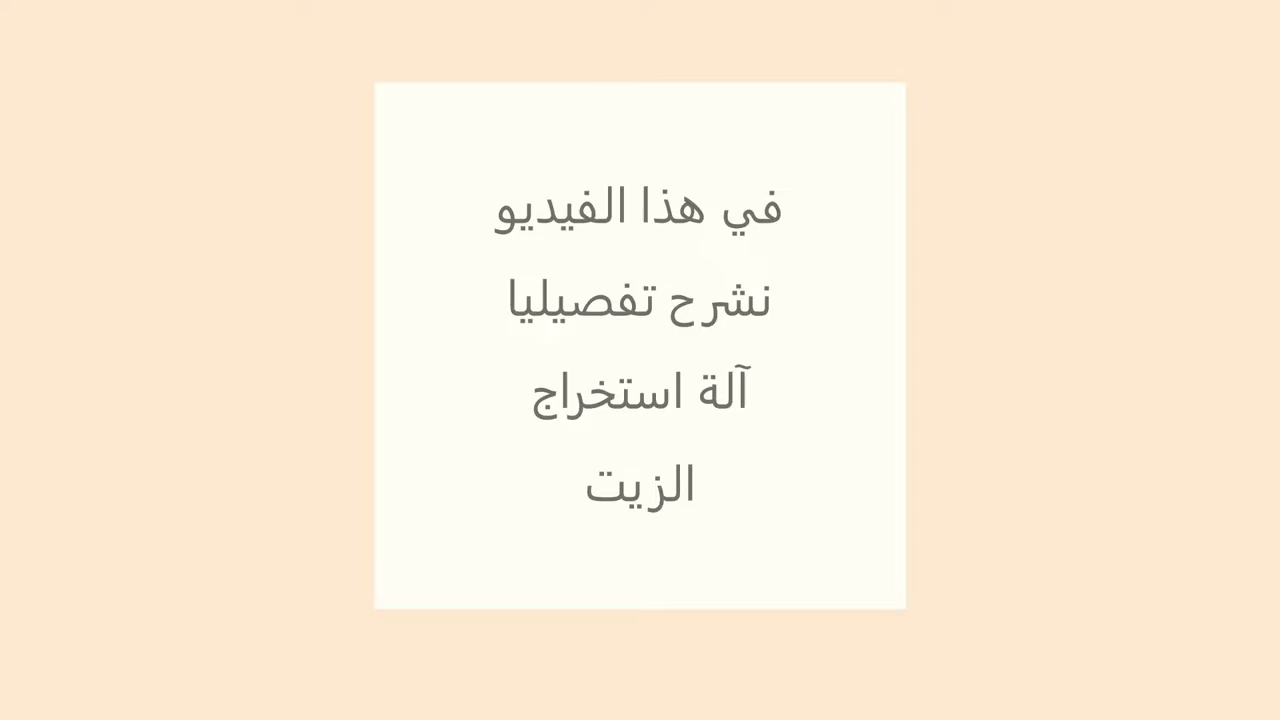 في هذا الفيديو
نشرح تفصيليا
آلة استخراج
الزيت